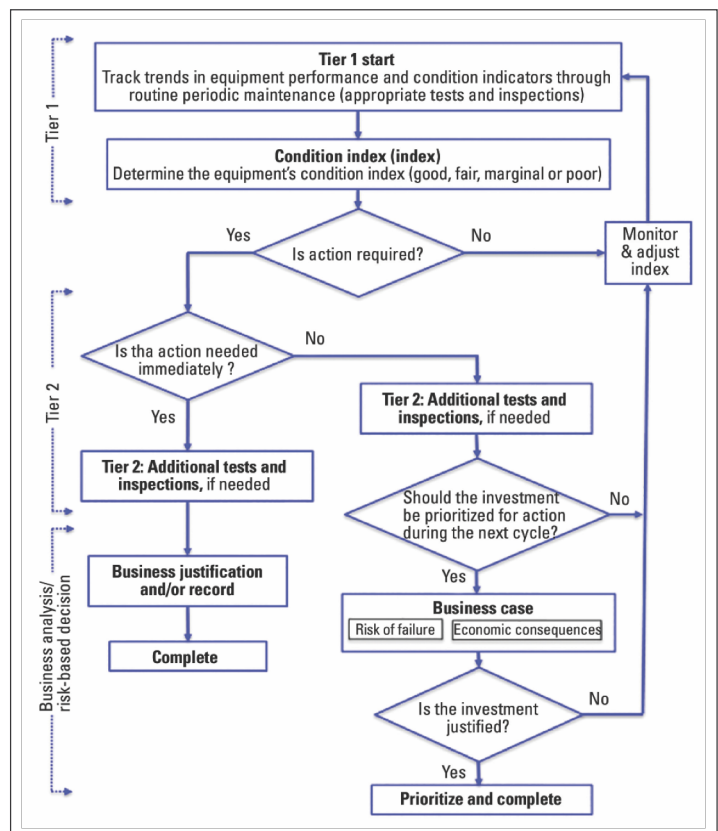 Tier 1 start
Track trends in equipment performance and condition indicators through
routine periodic maintenance (appropriate tests and inspections)
Tier 1
Condition index (index)
Determine the equipment's condition index (good, fair, marginal or poor)
Yes
Is action required?
No
Monitor
& adjust
index
Is tha action needed
immediately ?
No
Tier 2
Yes
Tier 2: Additional tests and
inspections, if needed
Tier 2: Additional tests and
inspections, if needed
Should the investment
be prioritized for action
during the next cycle?
No
Business analysis/
risk-based decision
Business justification
and/or record
Yes
Business case
Risk of failure
Economic consequences
Complete
Is the investment
justified?
No
Yes
Prioritize and complete